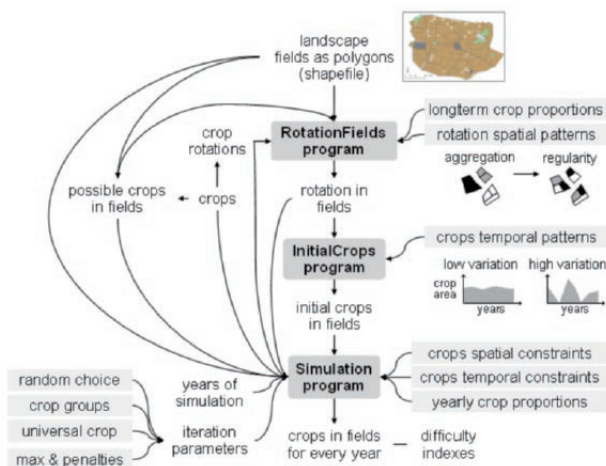 landscape
fields as polygons
(shapefile)
longterm crop proportions
RotationFields
program
rotation spatial patterns
crop
rotations
aggregation
regularity
possible crops
in fields
crops
rotation in
fields
crops temporal patterns
InitialCrops
program
low variation
high variation
crop
area
years
years
initial crops
in fields
crops spatial constraints
Simulation
program
crops temporal constraints
yearly crop proportions
random choice
crop groups
universal crop
max & penalties
years of
simulation
iteration
parameters
crops in fields
for every year
difficulty
indexes